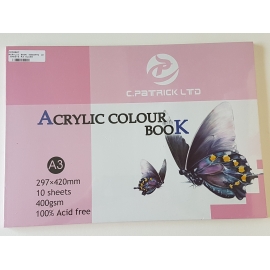 C.PATRICK LTD
ACRYLIC COLOUR
BOOK
A3
297×420mm
10 sheets
400gsm
100% Acid free